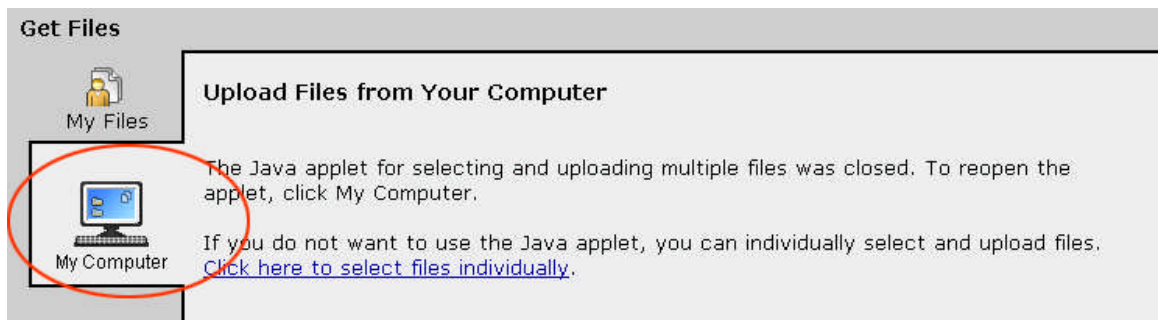 Get Files
My Files
Upload Files from Your Computer
My Computer
The Java applet for selecting and uploading multiple files was closed. To reopen the
applet, click My Computer.
If you do not want to use the Java applet, you can individually select and upload files.
Click here to select files individually.